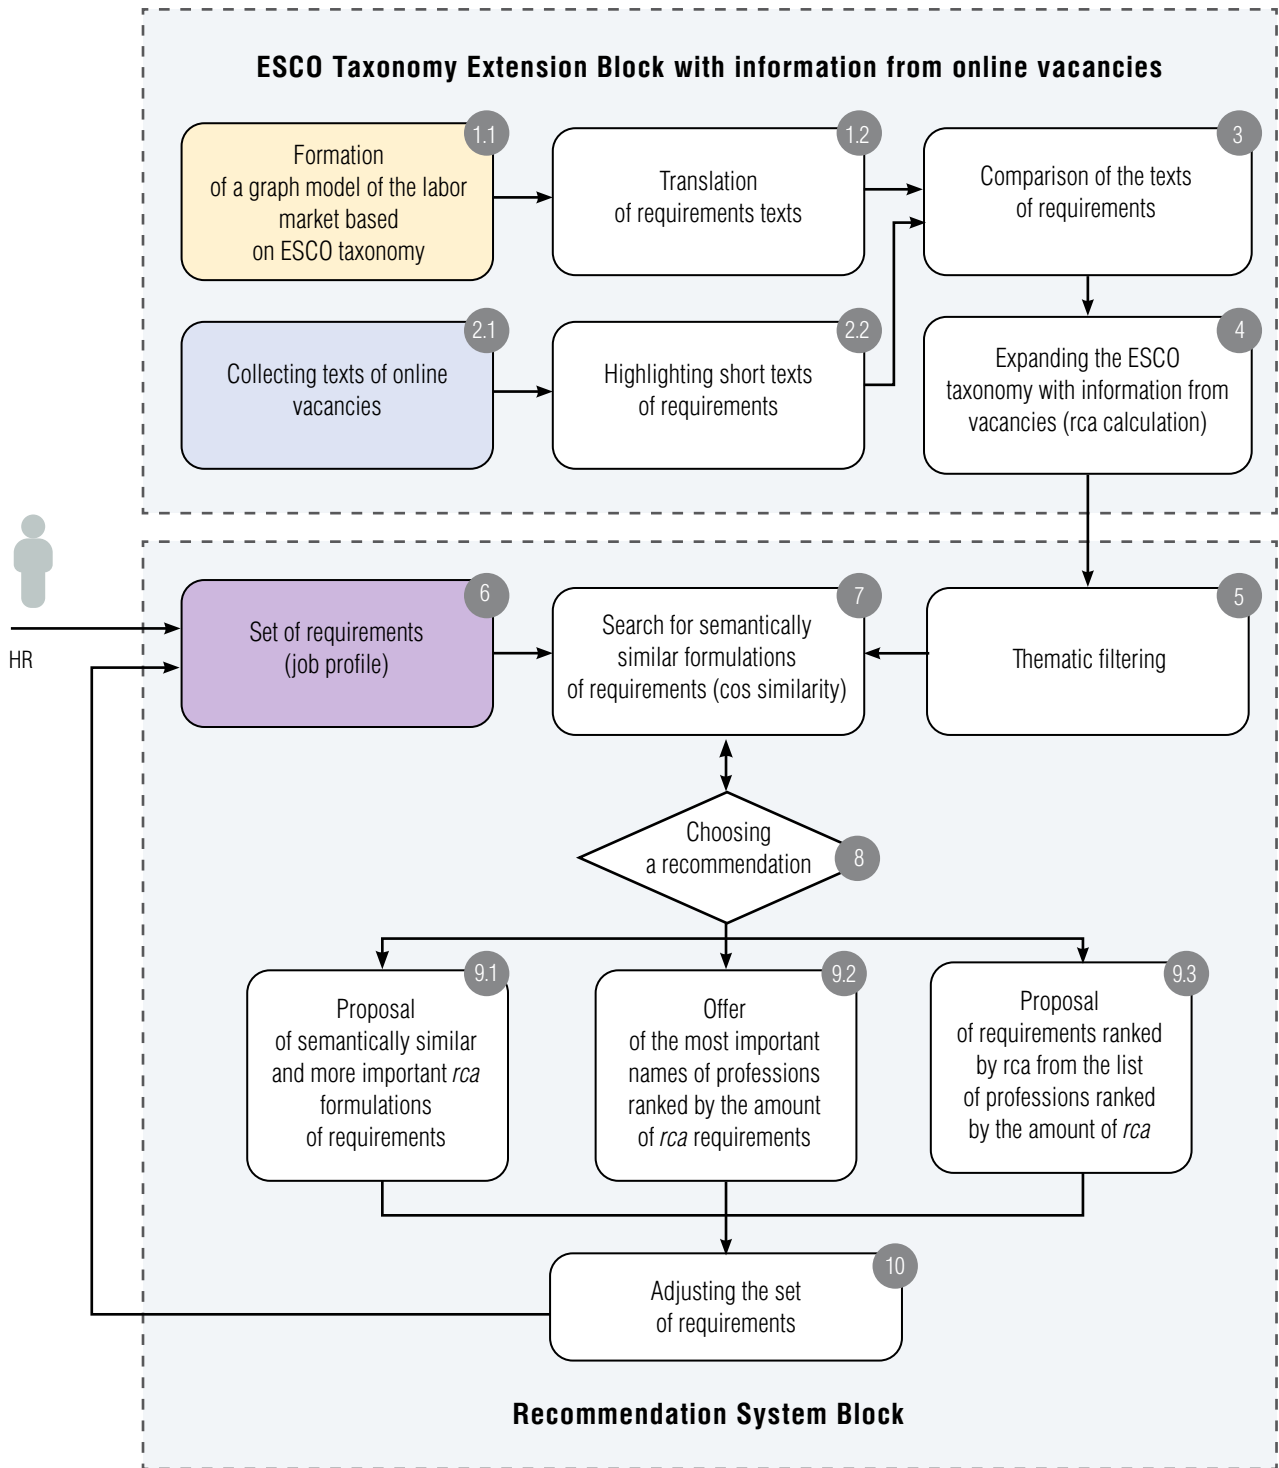 ESCO Taxonomy Extension Block with information from online vacancies
1.1
Formation
of a graph model of the labor
market based
on ESCO taxonomy
1.2
Translation
of requirements texts
3
Comparison of the texts
of requirements
2.1
Collecting texts of online
vacancies
2.2
Highlighting short texts
of requirements
4
Expanding the ESCO
taxonomy with information from
vacancies (rca calculation)
HR
6
Set of requirements
(job profile)
7
Search for semantically
similar formulations
of requirements (cos similarity)
5
Thematic filtering
Choosing
a recommendation
8
9.1
Proposal
of semantically similar
and more important rca
formulations
of requirements
9.2
Offer
of the most important
names of professions
ranked by the amount
of rca requirements
9.3
Proposal
of requirements ranked
by rca from the list
of professions ranked
by the amount of rca
10
Adjusting the set
of requirements
Recommendation System Block